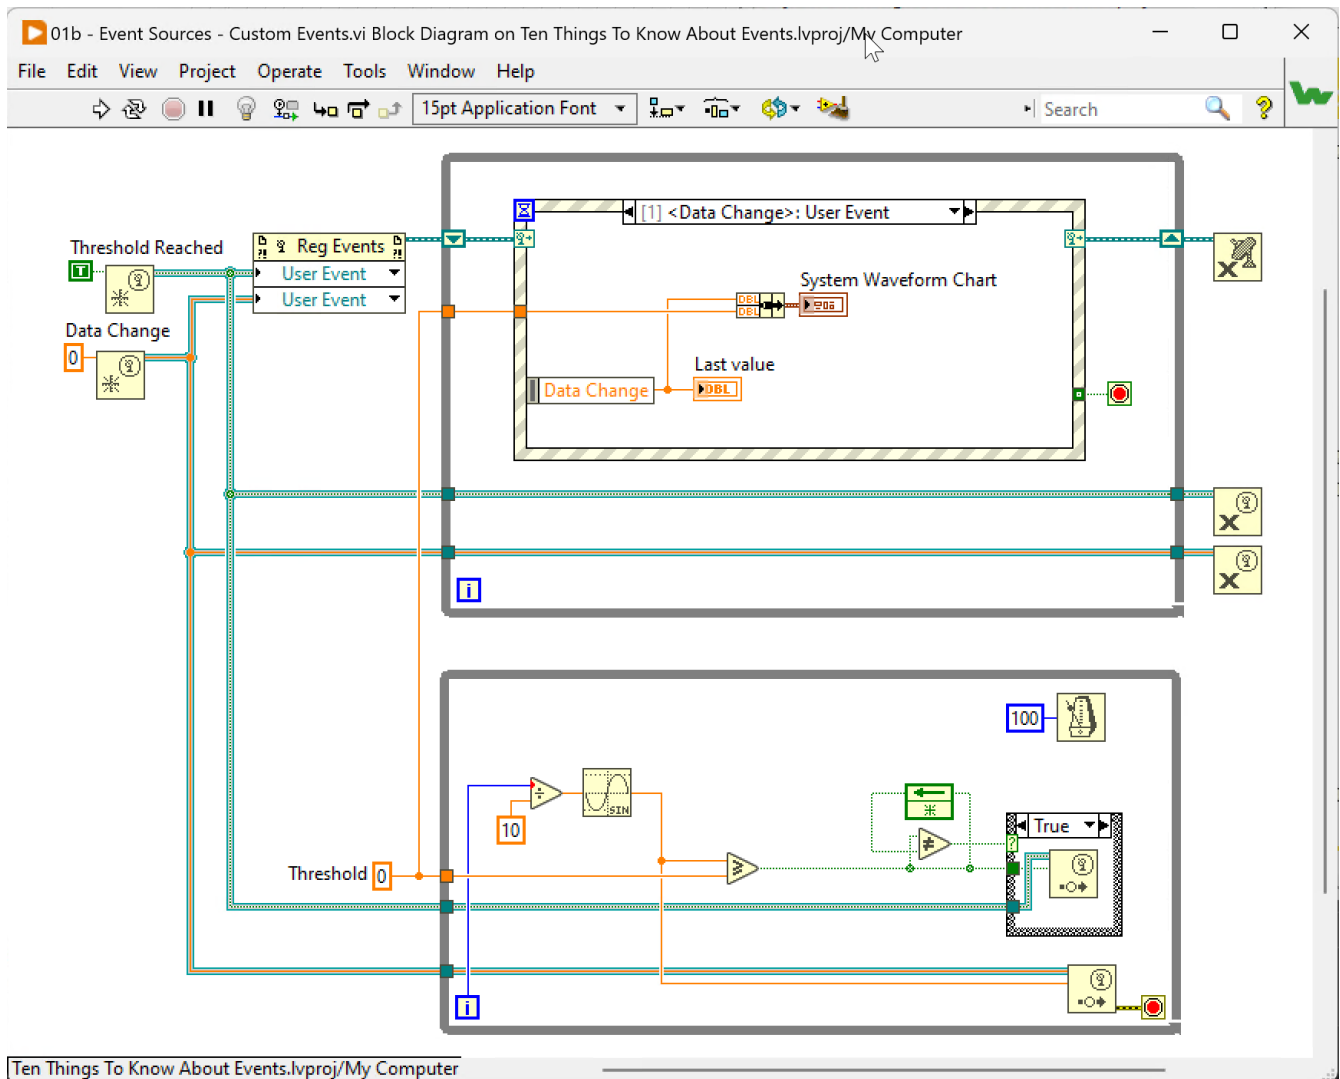 01b - Event Sources - Custom Events.vi Block Diagram on Ten Things To Know About Events.lvproj/My Computer
File Edit View Project Operate Tools Window Help
15pt Application Font
Search
[1] <Data Change>: User Event
Threshold Reached
Reg Events
T
User Event
User Event
System Waveform Chart
DBL
DBL
Data Change
0
Last value
Data Change
DBL
i
100
SIN
10
True
?
Threshold 0
i
Ten Things To Know About Events.lvproj/My Computer